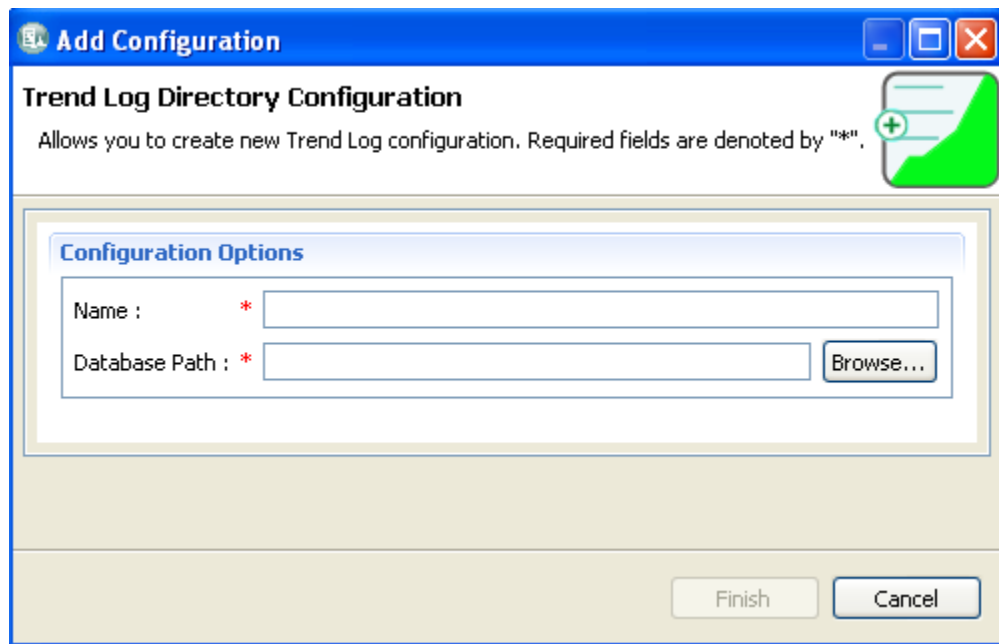 Add Configuration
Trend Log Directory Configuration
Allows you to create new Trend Log configuration. Required fields are denoted by "*".
Configuration Options
Name : *
Database Path : * Browse...
Finish Cancel